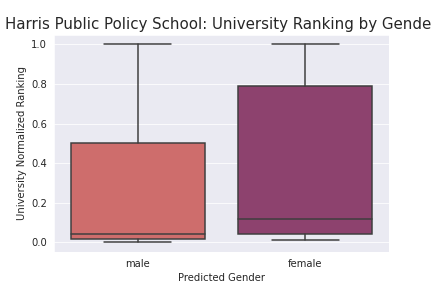 Harris Public Policy School: University Ranking by Gende
1.0
0.8
0.6
0.4
0.2
0.0
University Normalized Ranking
male
female
Predicted Gender